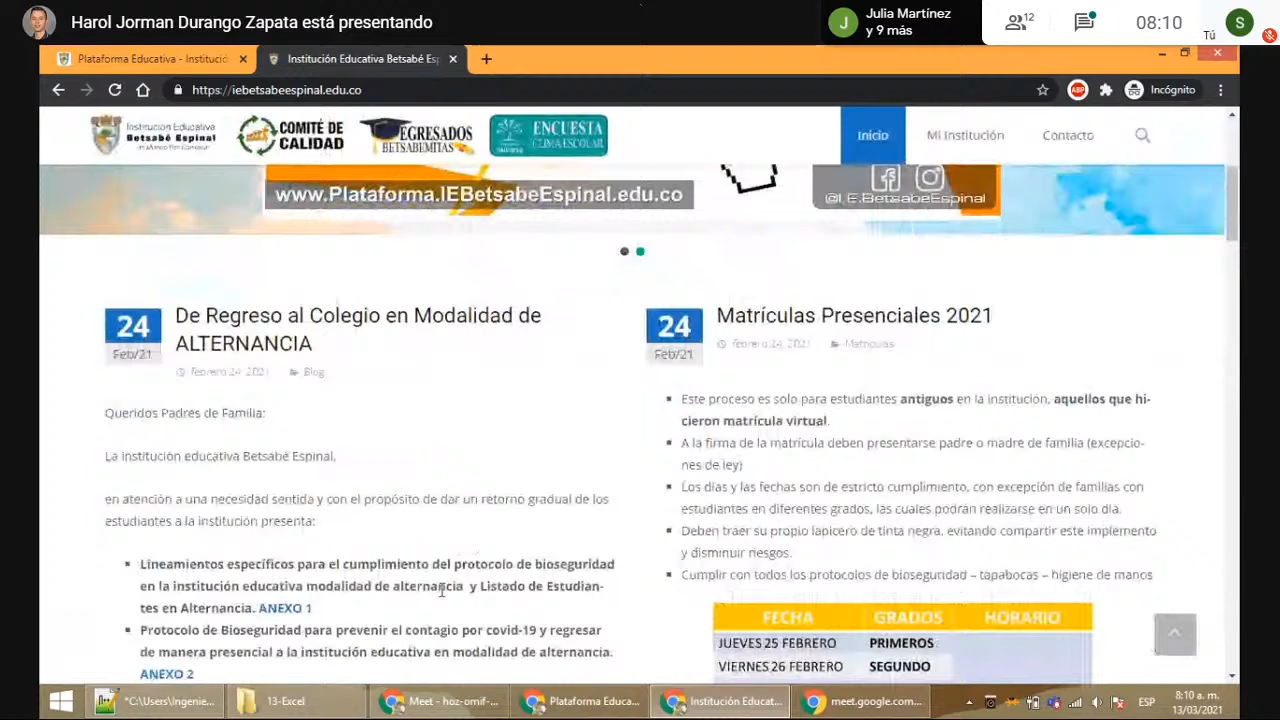 Harol Jorman Durango Zapata está presentando
J
Julia Martínez
y 9 más
12
08:10
Tú
S
Plataforma Educativa - Institució
Institución Educativa Betsabé Es
https://iebetsabeespinal.edu.co
ABP
Incógnito
Institución Educativa
Betsabé Espinal
COMITÉ DE
CALIDAD
EGRESADOS
BETSABEMITAS
ENCUESTA
CLIMA ESCOLAR
Inicio
Mi Institución
Contacto
www.Plataforma.IEBetsabeEspinal.edu.co
@I.E.BetsabeEspinal
24
Feb/21
De Regreso al Colegio en Modalidad de
ALTERNANCIA
febrero 24, 2021
Blog
Queridos Padres de Familia:
La institución educativa Betsabé Espinal,
en atención a una necesidad sentida y con el propósito de dar un retorno gradual de los
estudiantes a la institución presenta:
Lineamientos específicos para el cumplimiento del protocolo de bioseguridad
en la institución educativa modalidad de alternancia y Listado de Estudian-
tes en Alternancia. ANEXO 1
Protocolo de Bioseguridad para prevenir el contagio por covid-19 y regresar
de manera presencial a la institución educativa en modalidad de alternancia.
ANEXO 2
24
Feb/21
Matrículas Presenciales 2021
febrero 24, 2021
Matriculas
Este proceso es solo para estudiantes antiguos en la institución, aquellos que hi-
cieron matrícula virtual.
A la firma de la matrícula deben presentarse padre o madre de familia (excepcio-
nes de ley)
Los días y las fechas son de estricto cumplimiento, con excepción de familias con
estudiantes en diferentes grados, las cuales podrán realizarse en un solo día.
Deben traer su propio lapicero de tinta negra, evitando compartir este implemento
y disminuir riesgos.
Cumplir con todos los protocolos de bioseguridad – tapabocas – higiene de manos
FECHA GRADOS HORARIO
JUEVES 25 FEBRERO PRIMEROS
VIERNES 26 FEBRERO SEGUNDO
*C:\Users\Ingenie...
13-Excel
Meet - hoz-omif-...
Plataforma Educa...
Institución Educat...
meet.google.com...
ESP
8:10 a. m.
13/03/2021